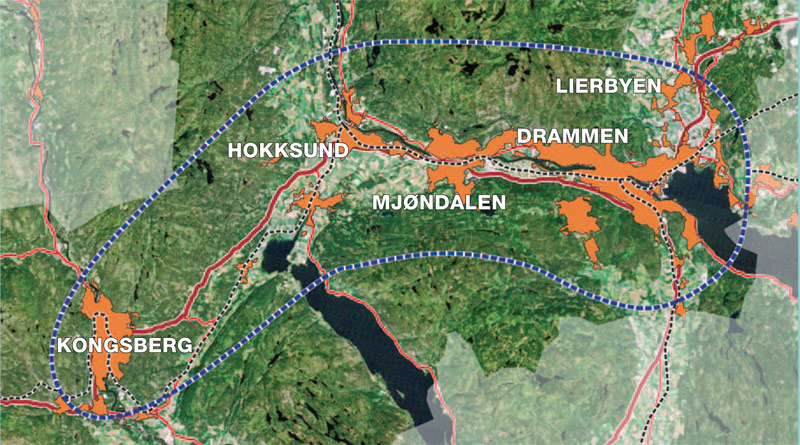 LIERBYEN
DRAMMEN
HOKKSUND
MJØNDALEN
KONGSBERG